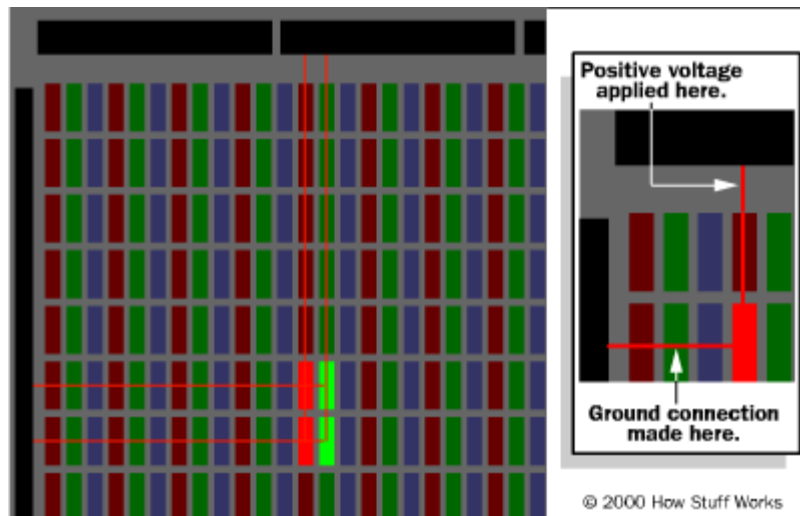 Positive voltage
applied here.
Ground connection
made here.
© 2000 How Stuff Works